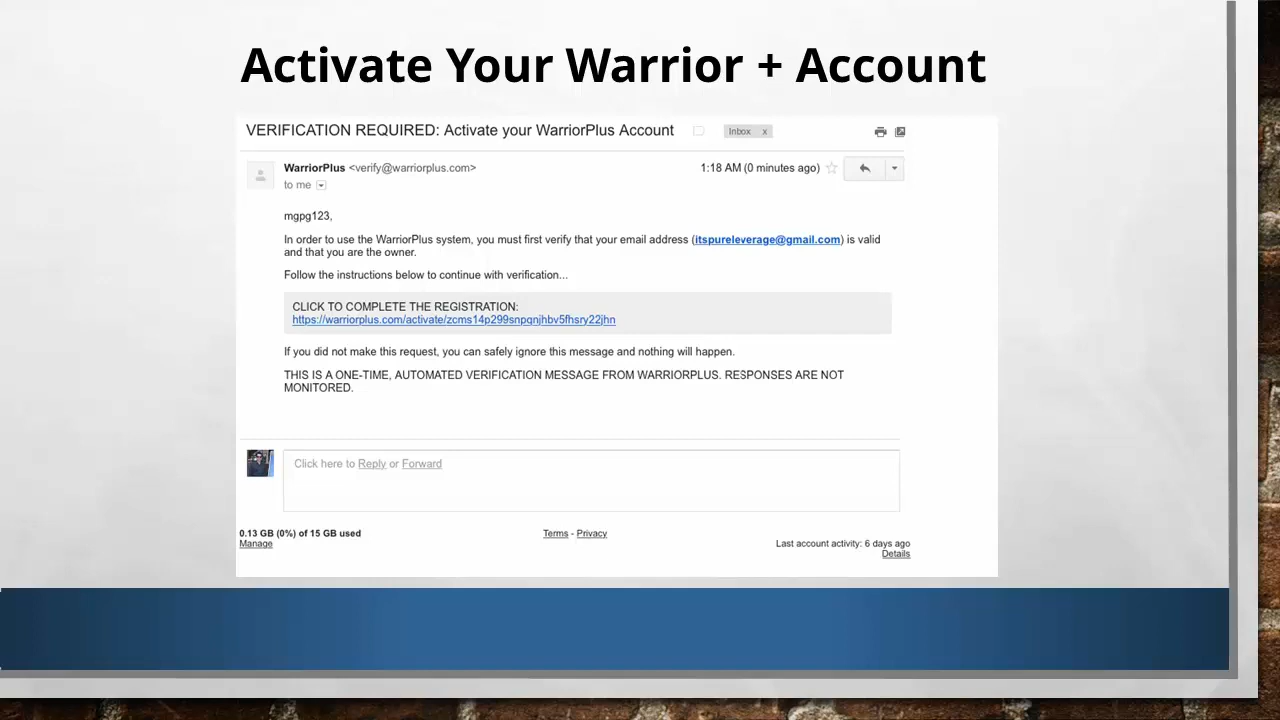 Activate Your Warrior + Account
VERIFICATION REQUIRED: Activate your WarriorPlus Account
Inbox x
WarriorPlus <verify@warriorplus.com>
1:18 AM (0 minutes ago)
to me
mgpg123,
In order to use the WarriorPlus system, you must first verify that your email address (itspureleverage@gmail.com) is valid
and that you are the owner.
Follow the instructions below to continue with verification...
CLICK TO COMPLETE THE REGISTRATION:
https://warriorplus.com/activate/zcms14p299snpqnjhbv5fhsry22jhn
If you did not make this request, you can safely ignore this message and nothing will happen.
THIS IS A ONE-TIME, AUTOMATED VERIFICATION MESSAGE FROM WARRIORPLUS. RESPONSES ARE NOT
MONITORED.
Click here to Reply or Forward
0.13 GB (0%) of 15 GB used
Manage
Terms - Privacy
Last account activity: 6 days ago
Details